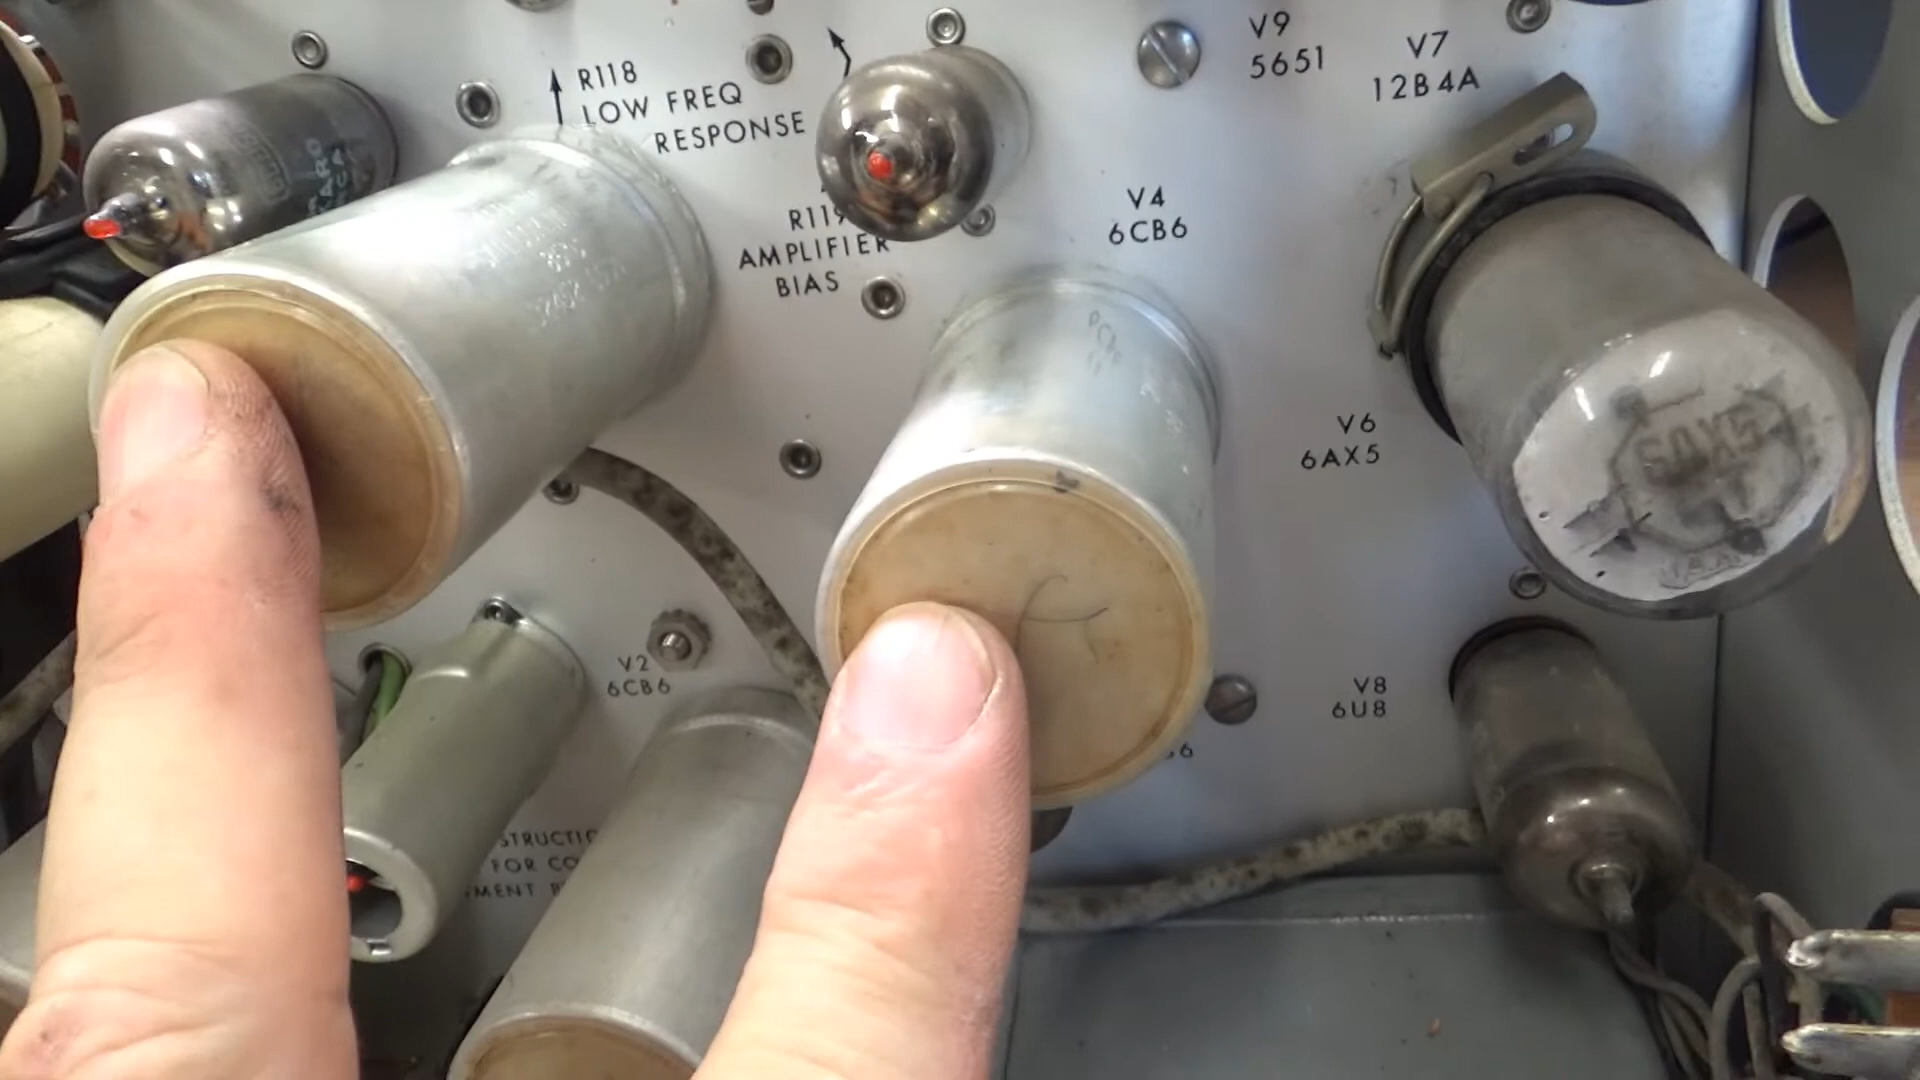 R118
LOW FREQ
RESPONSE
R119
AMPLIFIER
BIAS
V9
5651
V7
12B4A
V4
6CB6
V6
6AX5
6AX5
V2
6CB6
V8
6U8
STRUCTIO
FOR CO
MENT